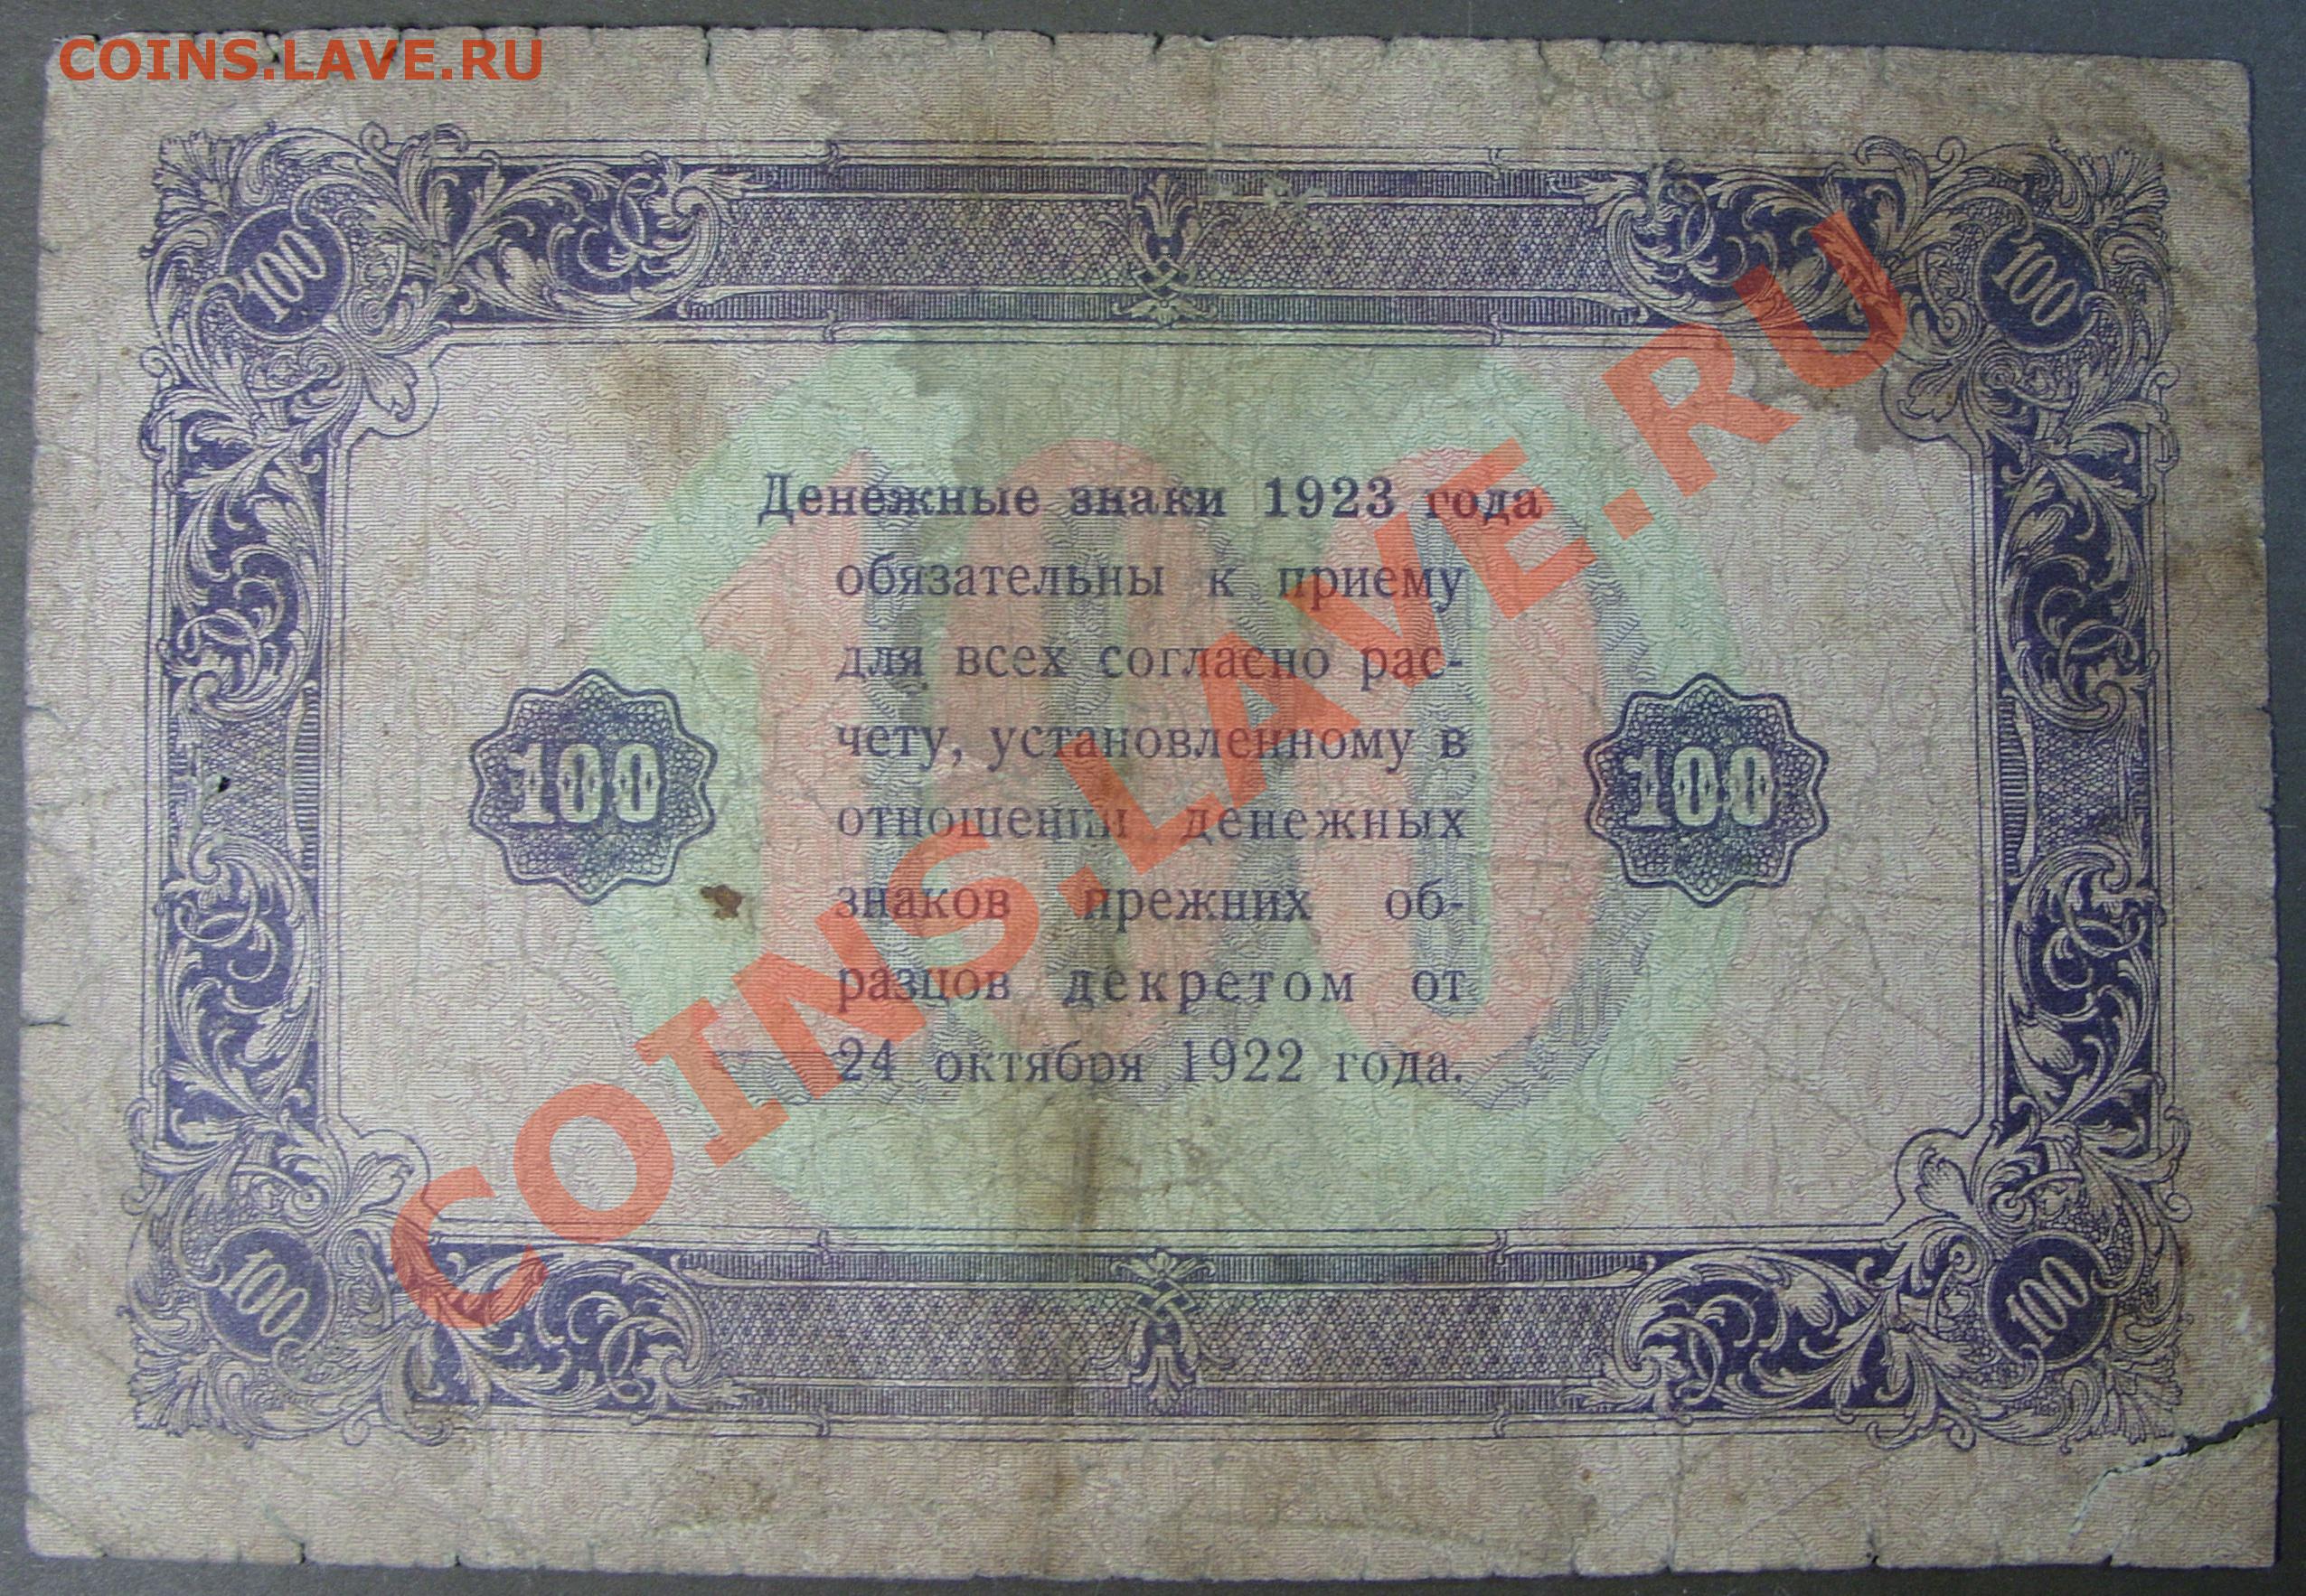 COINS.LAVE.RU
100
100
Денежные знаки 1923 года
обязательны к приему
для всех согласно рас-
чету, установленному в
отношении денежных
знаков прежних об-
разцов декретом от
24 октября 1922 года.
100
100
100
COINS.LAVE.RU
100
100